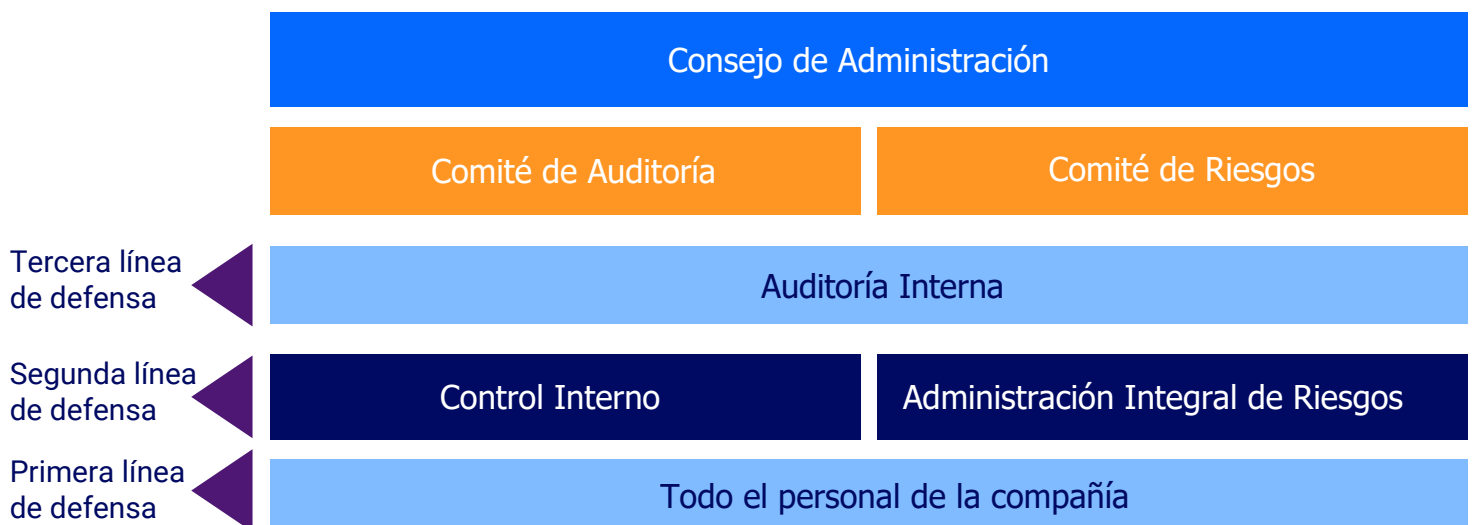 Consejo de Administración
Comité de Auditoría
Comité de Riesgos
Tercera línea
de defensa
Auditoría Interna
Segunda línea
de defensa
Control Interno
Administración Integral de Riesgos
Primera línea
de defensa
Todo el personal de la compañía